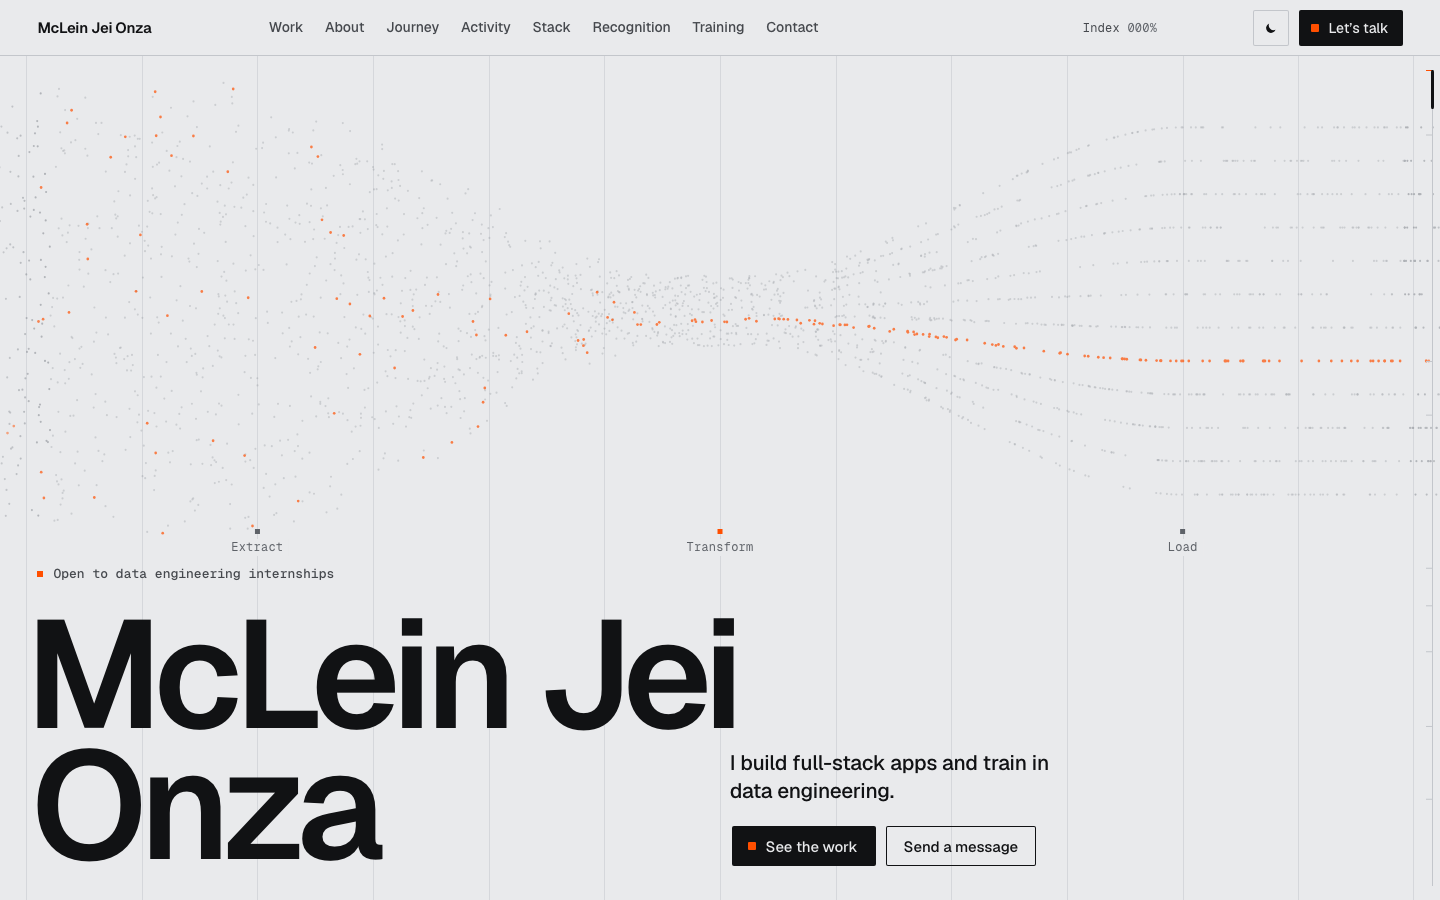 McLein Jei Onza
Work About Journey Activity Stack Recognition Training Contact
Index 000%
Let's talk
Extract
Transform
Load
Open to data engineering internships
McLein Jei
Onza
I build full-stack apps and train in
data engineering.
See the work
Send a message